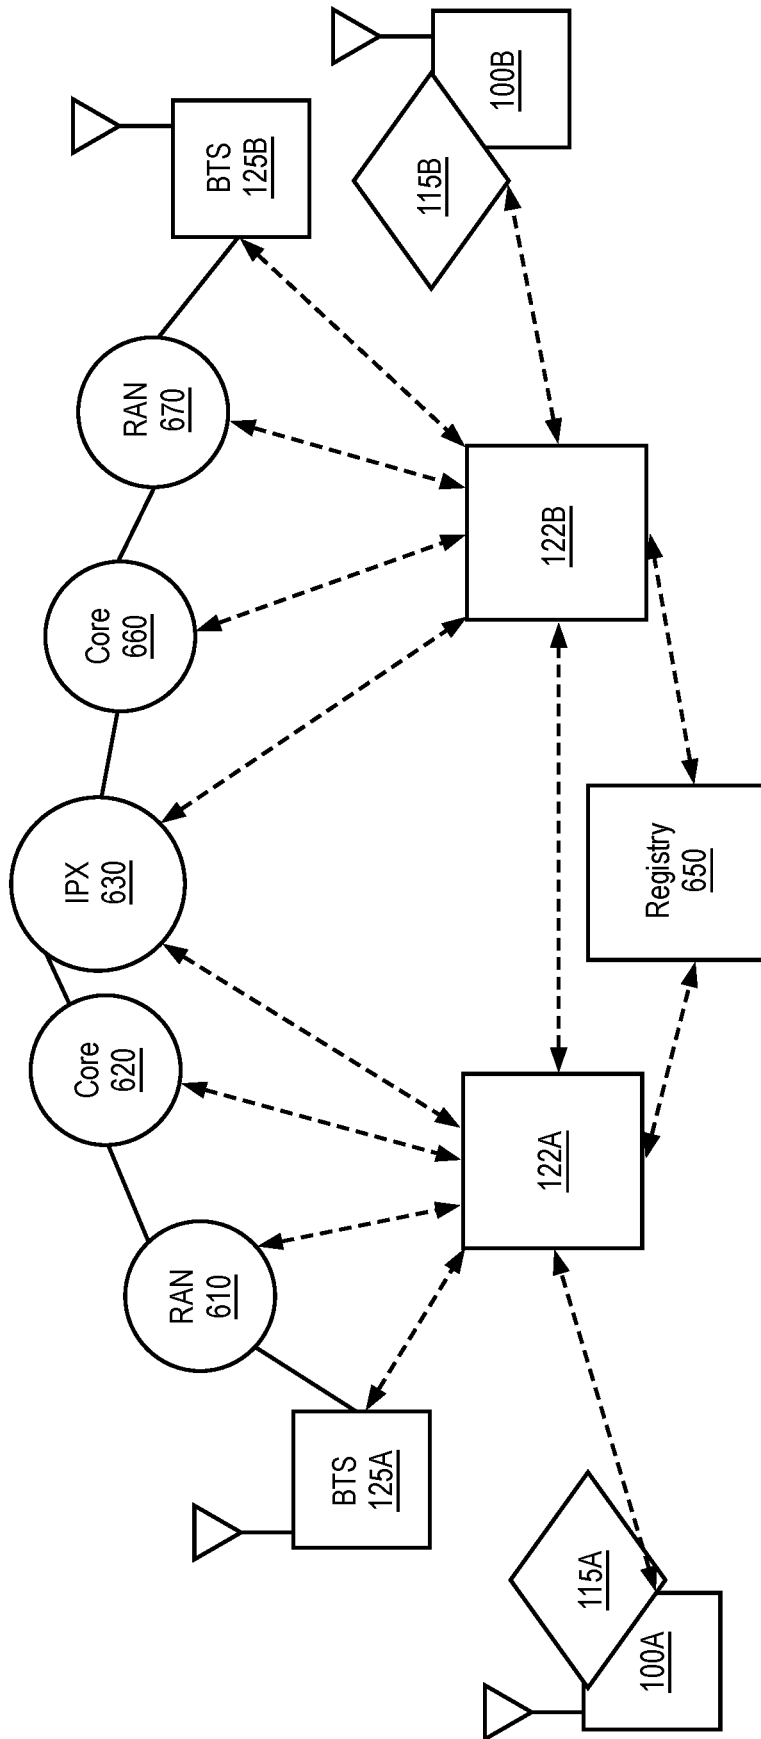 100A
115A
BTS
125A
RAN
610
Core
620
IPX
630
Core
660
RAN
670
BTS
125B
122A
122B
Registry
650
115B
100B